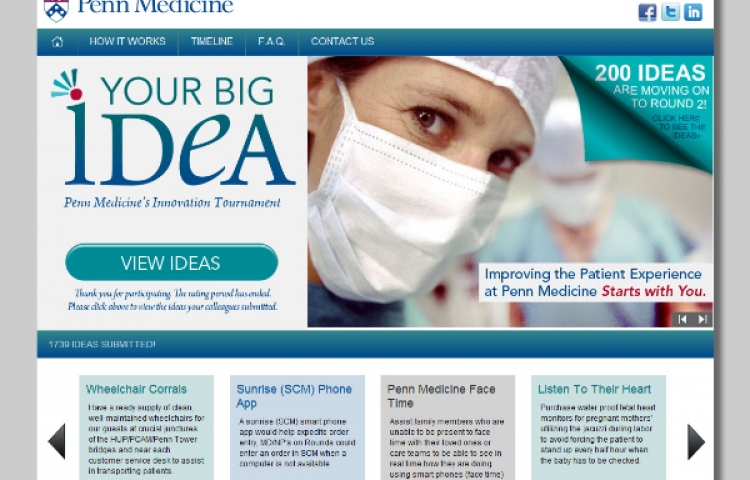 Penn Medicine
HOW IT WORKS
TIMELINE
F.A.Q.
CONTACT US
YOUR BIG
iDeA
Penn Medicine's Innovation Tournament
VIEW IDEAS
Thank you for participating. The rating period has ended.
Please click above to view the ideas your colleagues submitted.
200 IDEAS
ARE MOVING ON
TO ROUND 2!
CLICK HERE
TO SEE THE
IDEAS>
Improving the Patient Experience
at Penn Medicine Starts with You.
1739 IDEAS SUBMITTED!
Wheelchair Corrals
Have a ready supply of clean,
well-maintained wheelchairs for
our guests at crucial junctures
of the HUP/PCAM/Penn Tower
bridges and near each
customer service desk to assist
in transporting patients.
Sunrise (SCM) Phone
App
A sunrise (SCM) smart phone
app would help expedite order
entry. MD/NP's on Rounds could
enter an order in SCM when a
computer is not available.
Penn Medicine Face
Time
Assist family members who are
unable to be present to face
time with their loved ones or
care teams to be able to see in
real time how they are doing
using smart phones (face time)
Listen To Their Heart
Purchase water proof fetal heart
monitors for pregnant mothers'
utilizing the jacuzzi during labor
to avoid forcing the patient to
stand up every half hour when
the baby has to be checked.